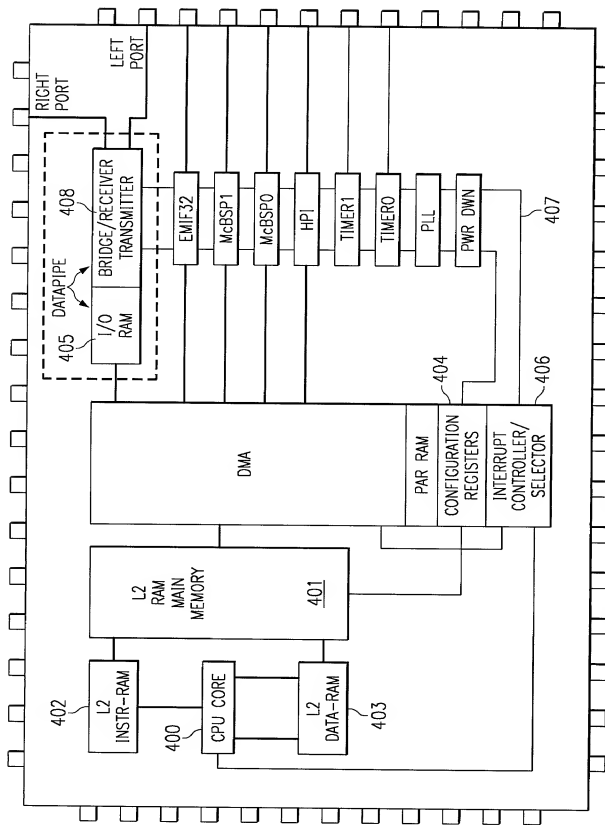 RIGHT PORT
LEFT PORT
DATAPIPE
408
405
I/O
RAM
BRIDGE/RECEIVER
TRANSMITTER
EMIF32
McBSP1
McBSP0
HPI
TIMER1
TIMER0
PLL
PWR DWN
407
DMA
PAR RAM
404
CONFIGURATION
REGISTERS
INTERRUPT
CONTROLLER/
SELECTOR
406
L2
RAM
MAIN
MEMORY
401
402
L2
INSTR-RAM
CPU CORE
400
L2
DATA-RAM
403